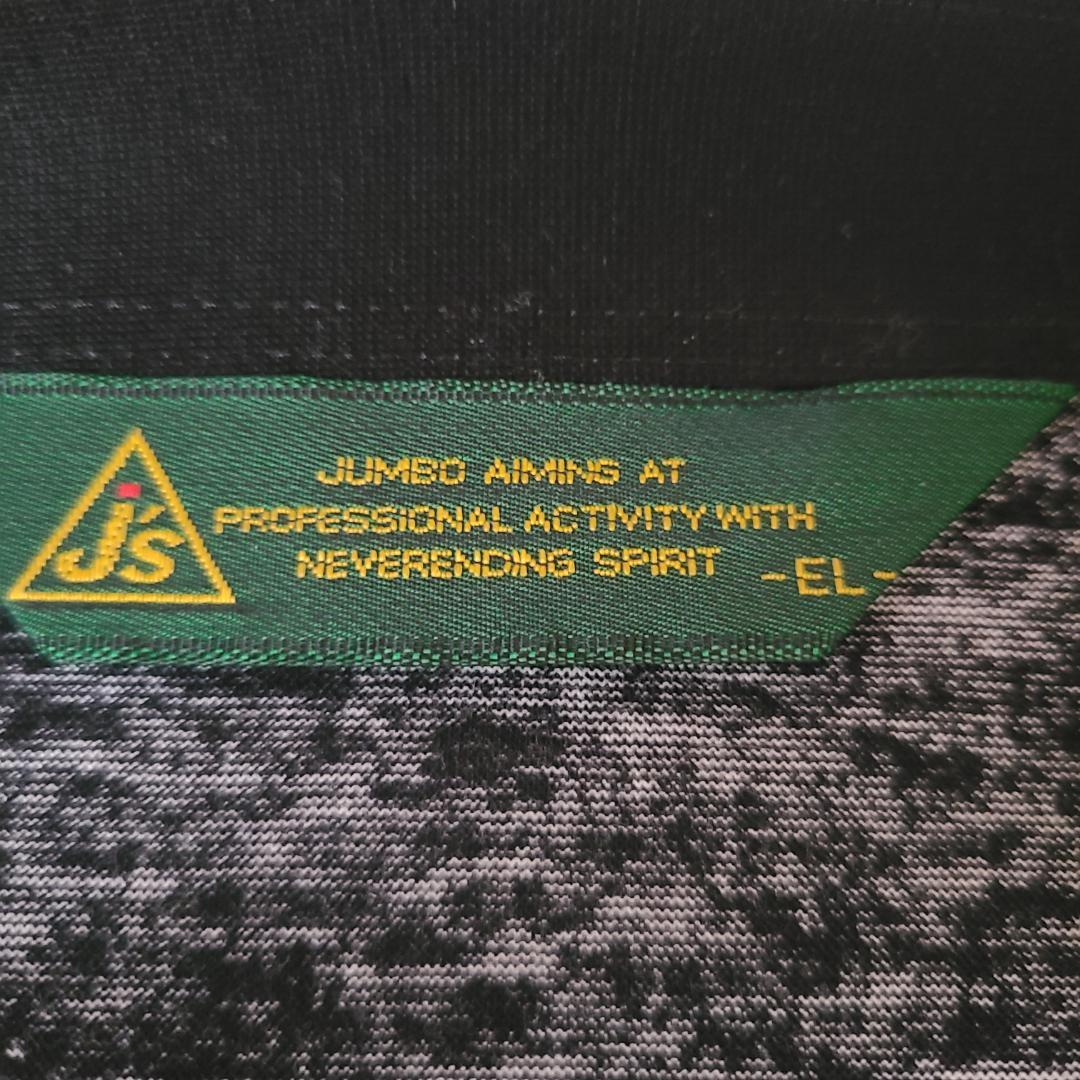 j's
JUMBO AIMING AT
PROFESSIONAL ACTIVITY WITH
NEVERENDING SPIRIT
-EL-